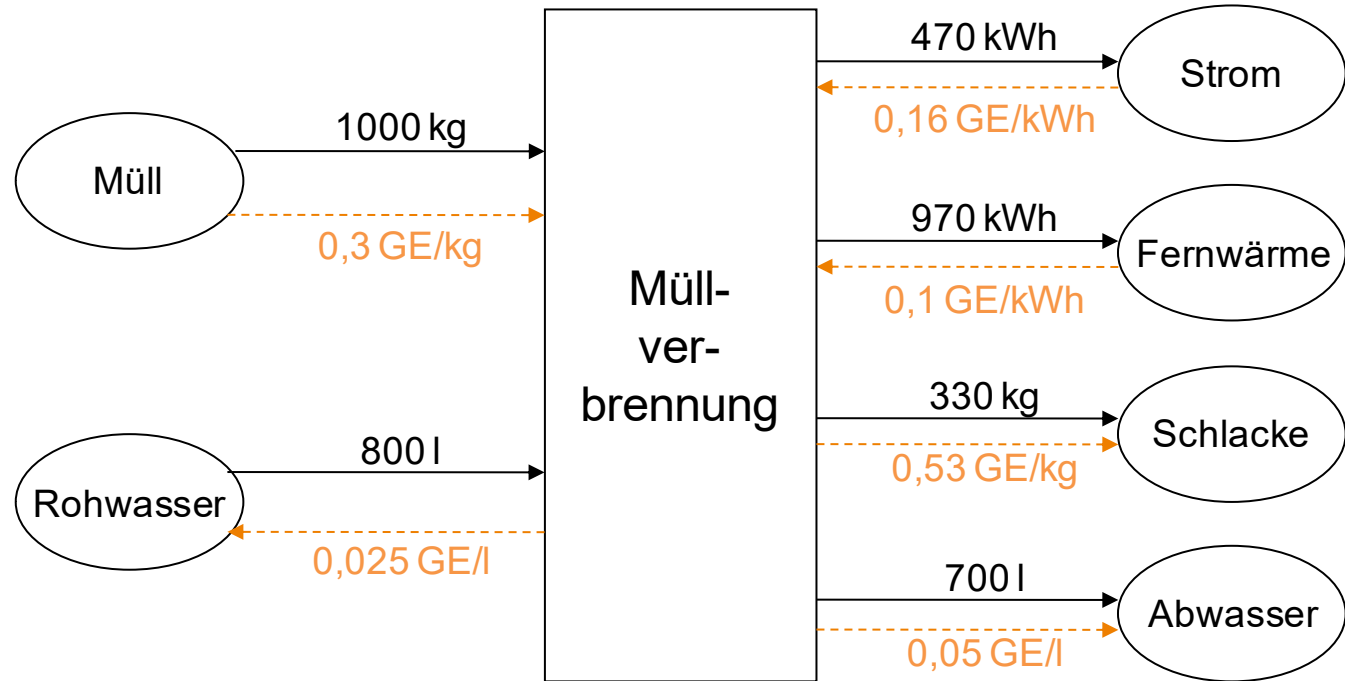 470 kWh
Strom
0,16 GE/kWh
1000 kg
Müll
0,3 GE/kg
970 kWh
Fernwärme
0,1 GE/kWh
Müll-
ver-
brennung
330 kg
Schlacke
0,53 GE/kg
800 l
Rohwasser
0,025 GE/l
700 l
Abwasser
0,05 GE/l